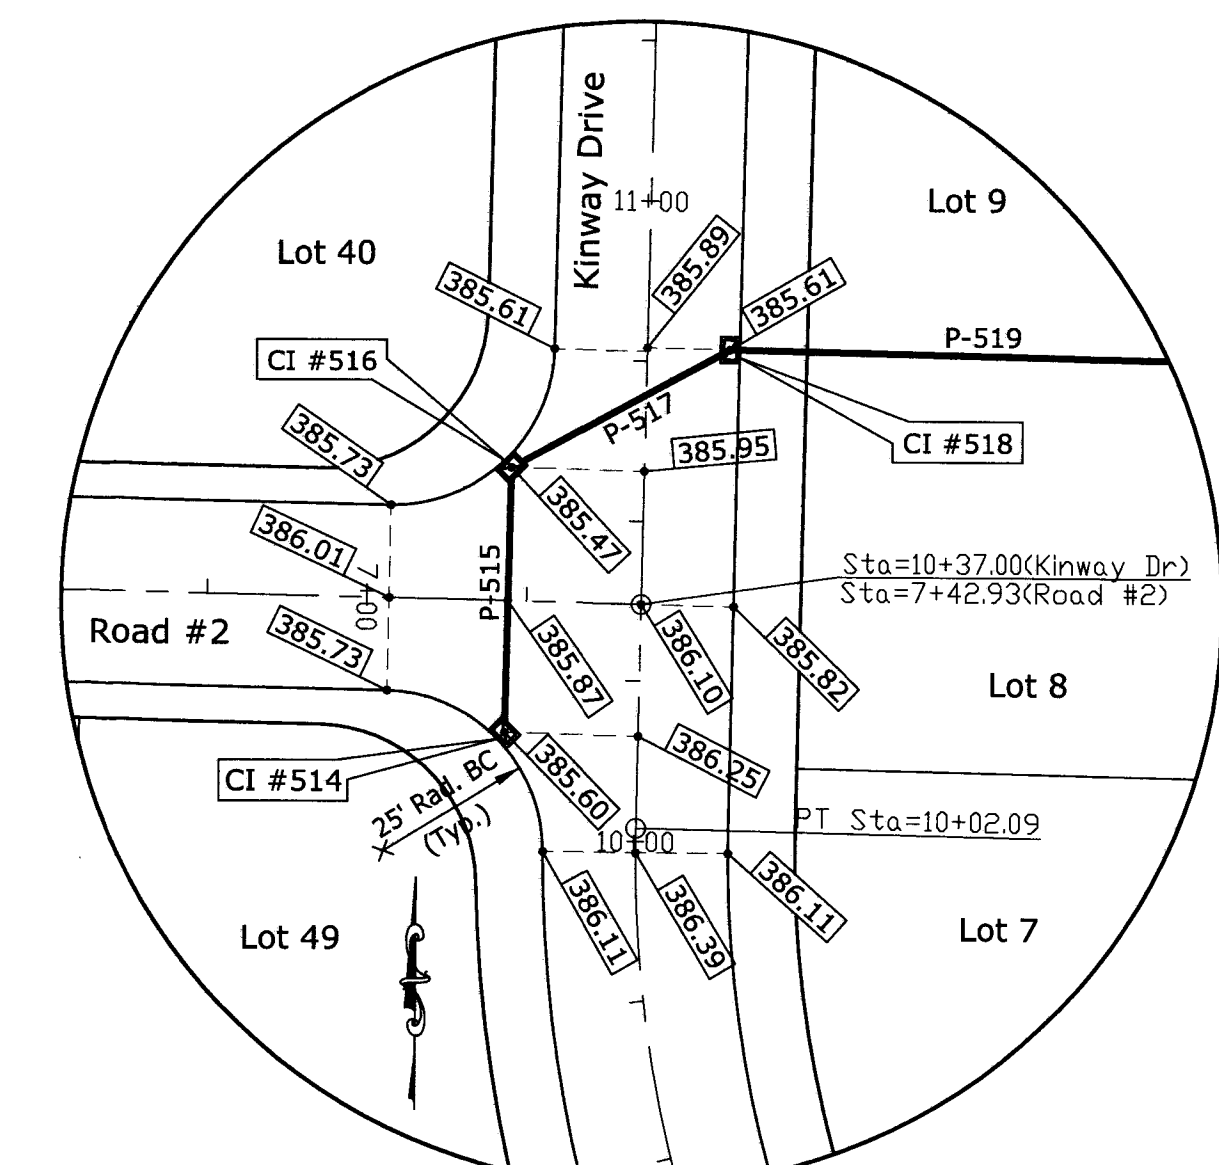 Kinway Drive
11+00
Lot 9
Lot 40
385.89
385.61
385.61
P-519
CI #516
P-517
385.95
CI #518
385.73
385.47
386.01
P-515
Sta=10+37.00(Kinway Dr)
Sta=7+42.93(Road #2)
7+00
Road #2
385.73
385.87
386.10
385.82
Lot 8
CI #514
386.25
385.60
25' Rad. BC
(Typ.)
PT Sta=10+02.09
10+00
386.11
386.39
386.11
Lot 49
Lot 7